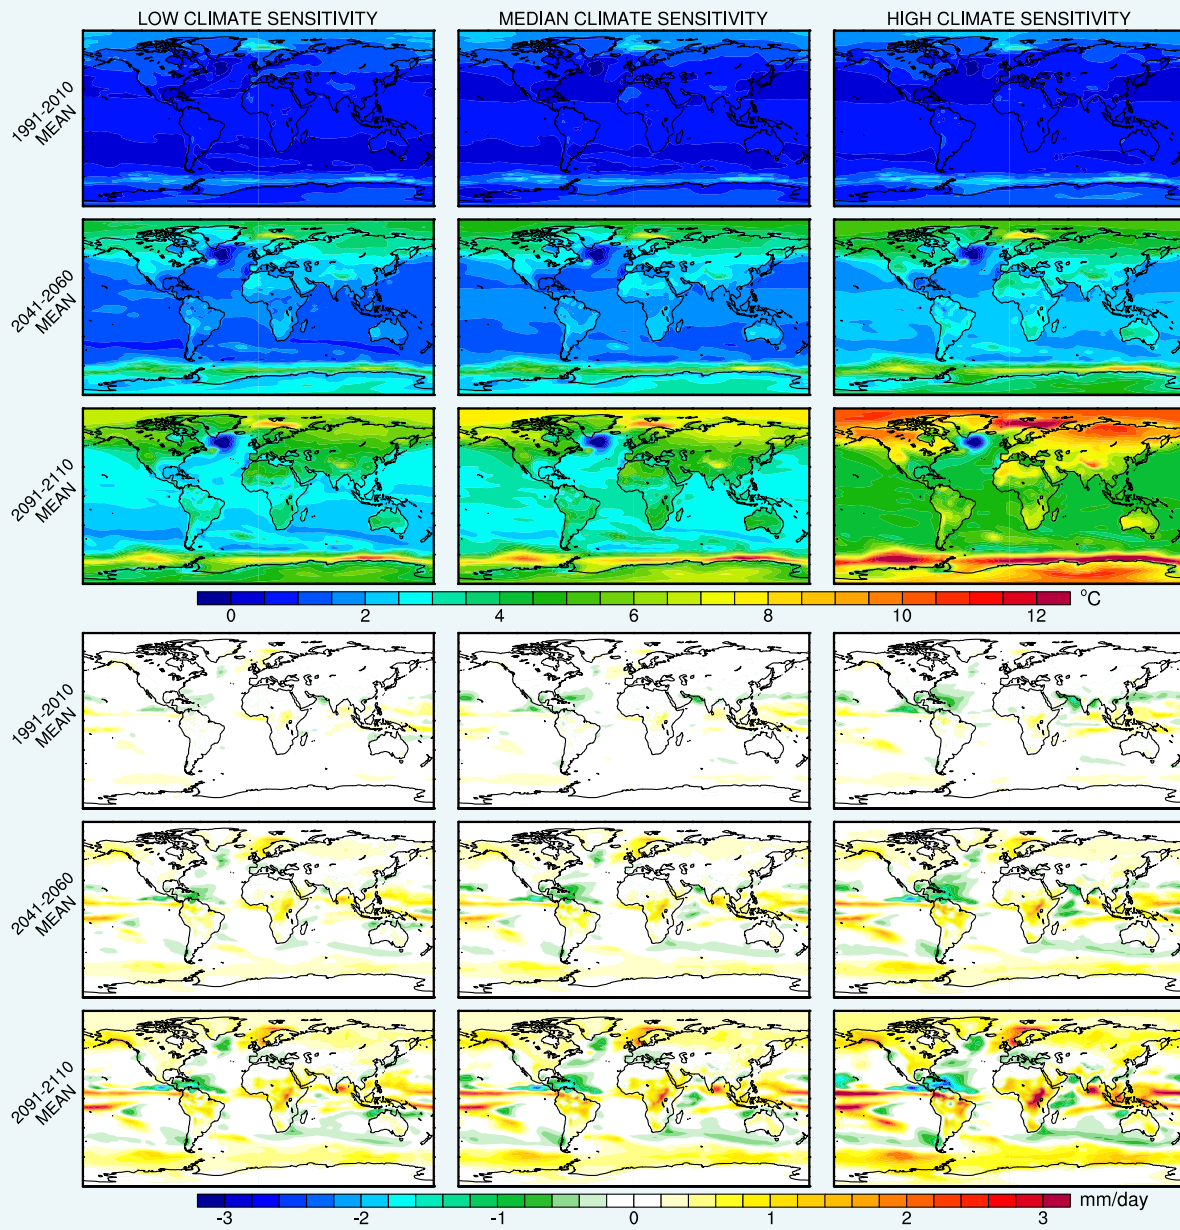 LOW CLIMATE SENSITIVITY
MEDIAN CLIMATE SENSITIVITY
HIGH CLIMATE SENSITIVITY
1991-2010
MEAN
2041-2060
MEAN
2091-2110
MEAN
0 2 4 6 8 10 12 °C
1991-2010
MEAN
2041-2060
MEAN
2091-2110
MEAN
-3 -2 -1 0 1 2 3 mm/day